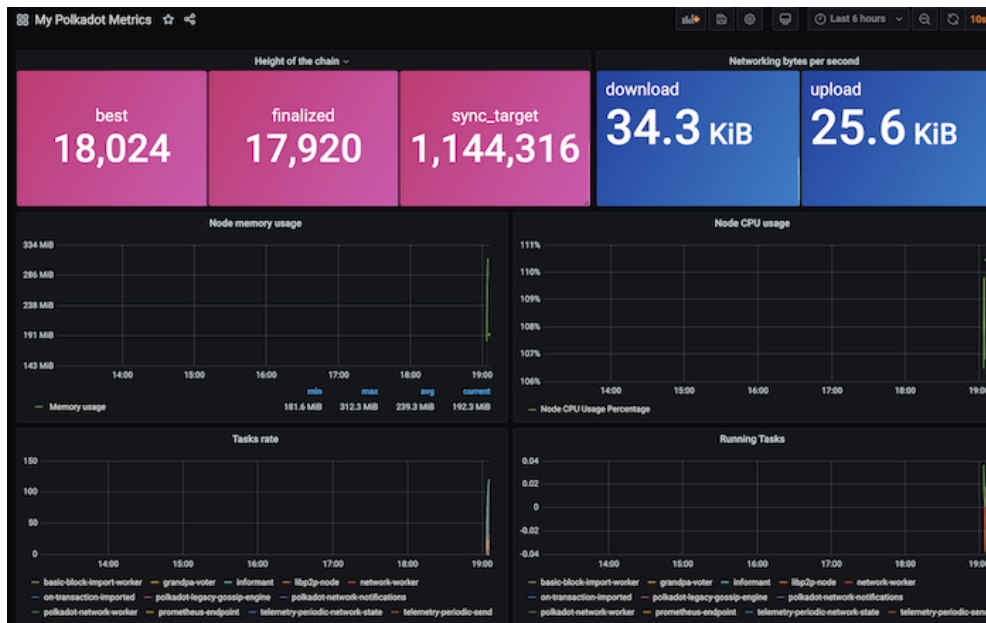 My Polkadot Metrics
Last 6 hours
10s
Height of the chain
Networking bytes per second
best
18,024
finalized
17,920
sync_target
1,144,316
download
34.3 KiB
upload
25.6 KiB
Node memory usage
334 MiB
286 MiB
238 MiB
191 MiB
143 MiB
14:00 15:00 16:00 17:00 18:00 19:00
min max avg current
Memory usage 181.6 MiB 312.3 MiB 239.3 MiB 192.3 MiB
Node CPU usage
111%
110%
109%
108%
107%
106%
14:00 15:00 16:00 17:00 18:00 19:0
Node CPU Usage Percentage
Tasks rate
150
100
50
0
14:00 15:00 16:00 17:00 18:00 19:00
basic-block-import-worker grandpa-voter informant libp2p-node network-worker
on-transaction-imported polkadot-legacy-gossip-engine polkadot-network-notifications
polkadot-network-worker prometheus-endpoint telemetry-periodic-network-state telemetry-periodic-send
Running Tasks
0.04
0.02
0
-0.02
-0.04
14:00 15:00 16:00 17:00 18:00 19:0
basic-block-import-worker grandpa-voter informant libp2p-node network-worker
on-transaction-imported polkadot-legacy-gossip-engine polkadot-network-notifications
polkadot-network-worker prometheus-endpoint telemetry-periodic-network-state telemetry-periodic-send